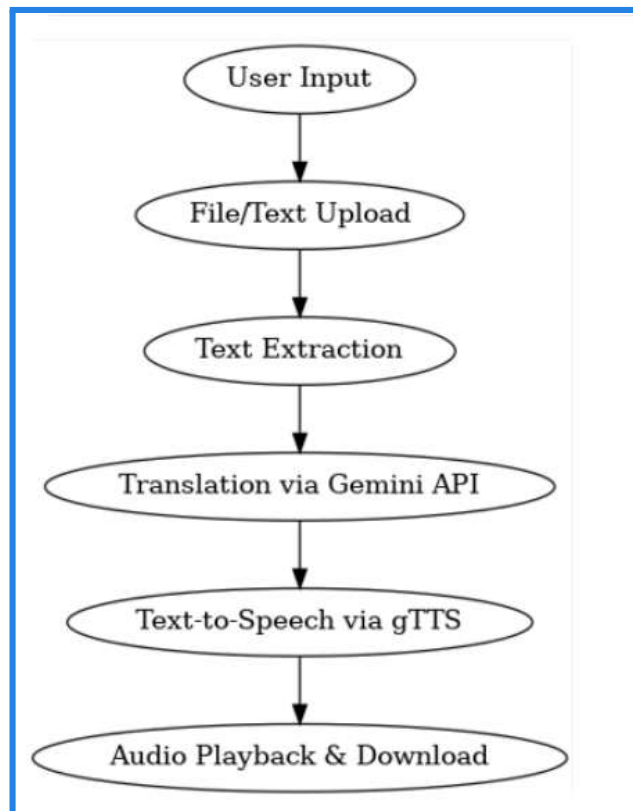 User Input
File/Text Upload
Text Extraction
Translation via Gemini API
Text-to-Speech via gTTS
Audio Playback & Download